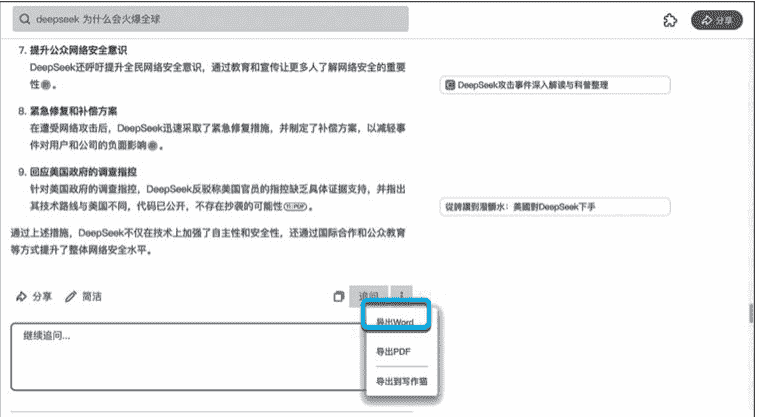 deepseek 为什么会火爆全球
分享
7. 提升公众网络安全意识
DeepSeek还呼吁提升全民网络安全意识，通过教育和宣传让更多人了解网络安全的重要
性。
DeepSeek攻击事件深入解读与科普整理
8. 紧急修复和补偿方案
在遭受网络攻击后，DeepSeek迅速采取了紧急修复措施，并制定了补偿方案，以减轻事
件对用户和公司的负面影响。
9. 回应美国政府的调查指控
针对美国政府的调查指控，DeepSeek反驳称美国官员的指控缺乏具体证据支持，并指出
其技术路线与美国不同，代码已公开，不存在抄袭的可能性。
從誇讚到潑髒水：美國對DeepSeek下手
通过上述措施，DeepSeek不仅在技术上加强了自主性和安全性，还通过国际合作和公众教育
等方式提升了整体网络安全水平。
分享 简洁 追问
导出Word
继续追问...
导出PDF
导出到写作猫